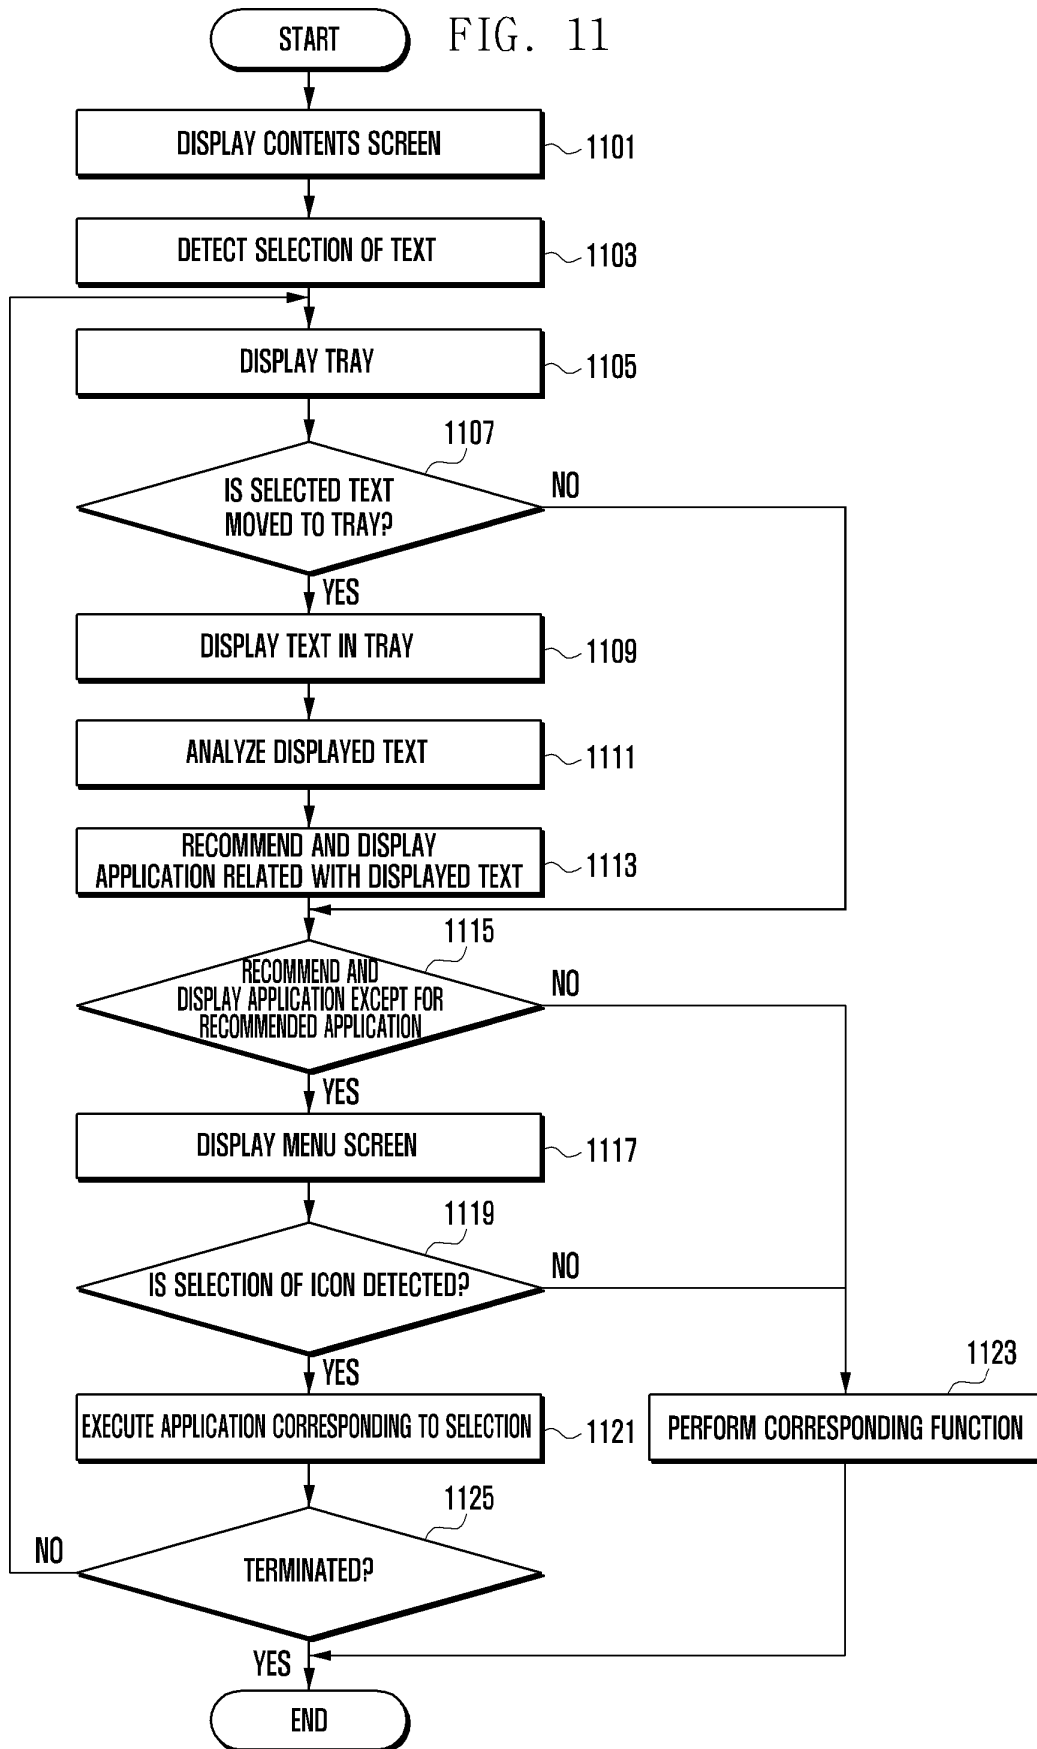 START
FIG. 11
DISPLAY CONTENTS SCREEN
1101
DETECT SELECTION OF TEXT
1103
DISPLAY TRAY
1105
1107
IS SELECTED TEXT
MOVED TO TRAY?
NO
YES
DISPLAY TEXT IN TRAY
1109
ANALYZE DISPLAYED TEXT
1111
RECOMMEND AND DISPLAY
APPLICATION RELATED WITH DISPLAYED TEXT
1113
1115
RECOMMEND AND
DISPLAY APPLICATION EXCEPT FOR
RECOMMENDED APPLICATION
NO
YES
DISPLAY MENU SCREEN
1117
1119
IS SELECTION OF ICON DETECTED?
NO
YES
EXECUTE APPLICATION CORRESPONDING TO SELECTION
1121
1123
PERFORM CORRESPONDING FUNCTION
1125
TERMINATED?
NO
YES
END